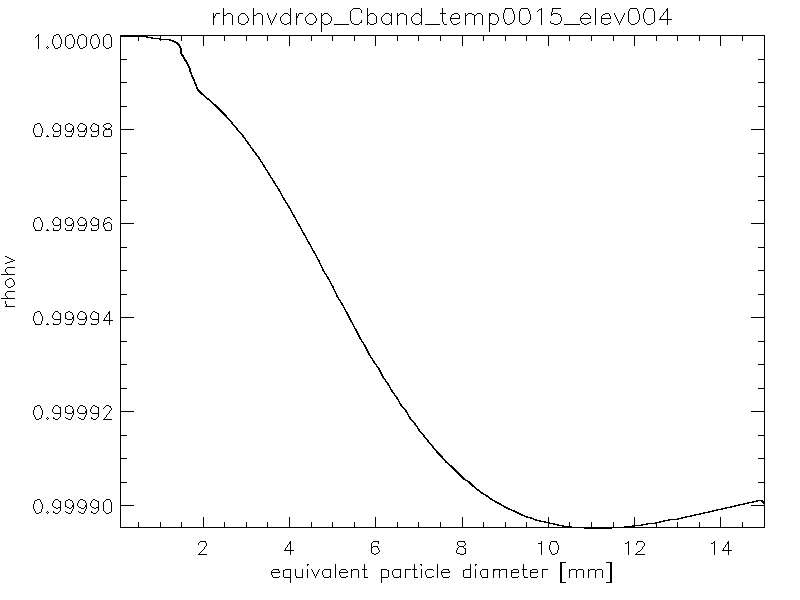 rhohvdrop_Cband_temp0015_elev004
1.00000
0.99998
0.99996
0.99994
0.99992
0.99990
rhohv
2 4 6 8 10 12 14
equivalent particle diameter [mm]